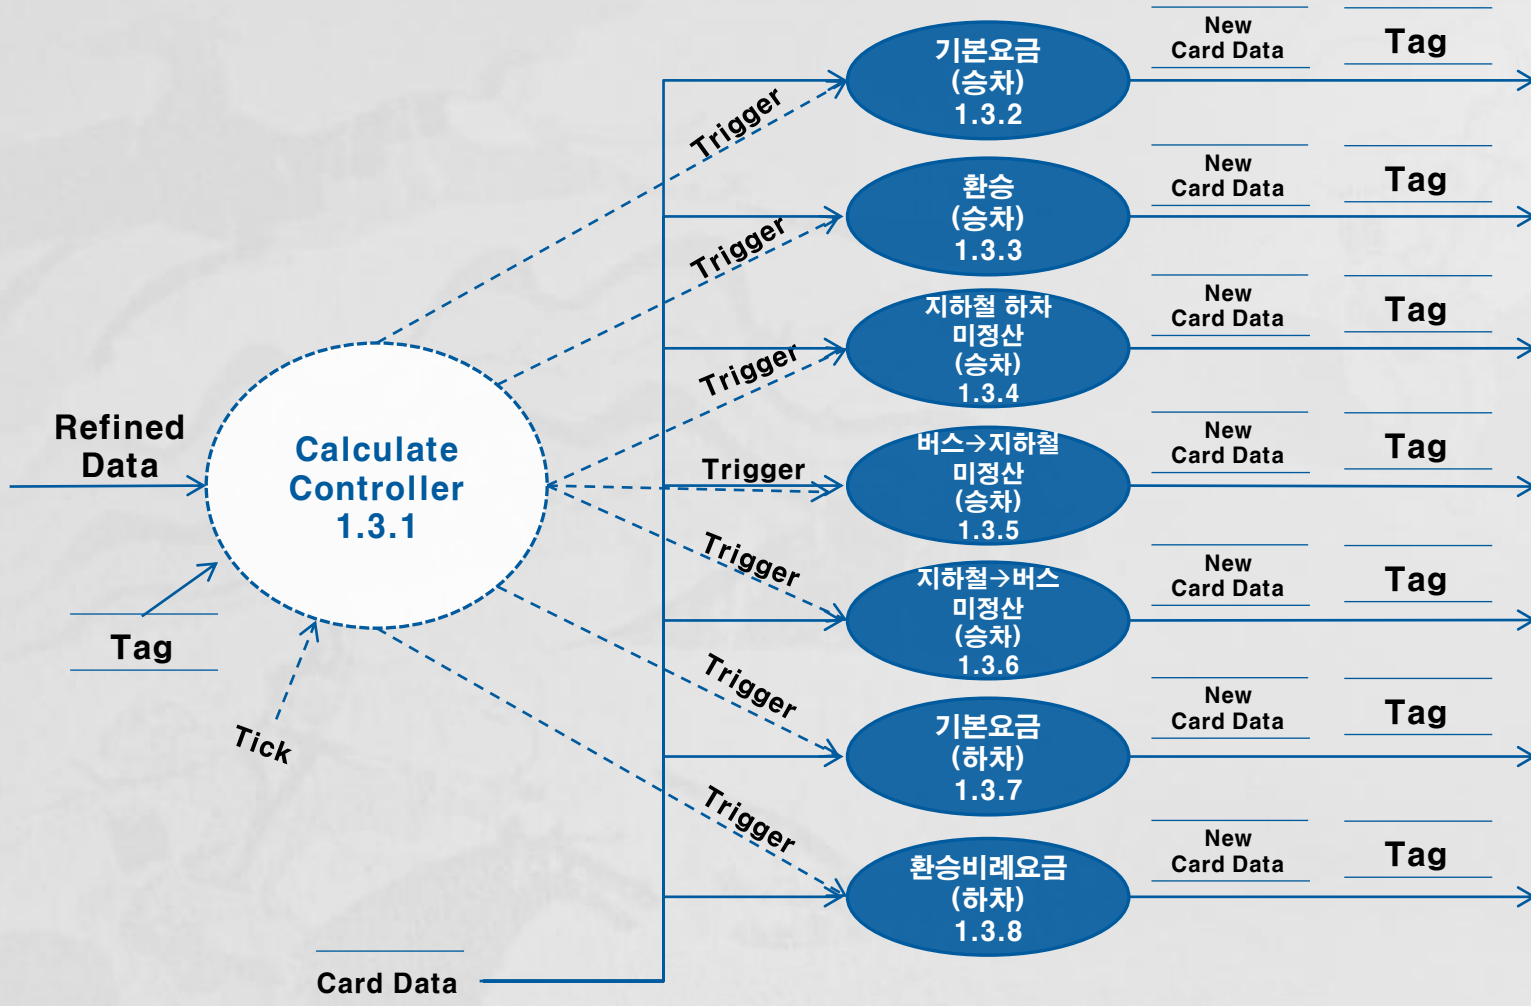 Refined
Data
Calculate
Controller
1.3.1
Tag
Tick
Card Data
Trigger
기본요금
(승차)
1.3.2
New
Card Data
Tag
Trigger
환승
(승차)
1.3.3
New
Card Data
Tag
Trigger
지하철 하차
미정산
(승차)
1.3.4
New
Card Data
Tag
Trigger
버스→지하철
미정산
(승차)
1.3.5
New
Card Data
Tag
Trigger
지하철→버스
미정산
(승차)
1.3.6
New
Card Data
Tag
Trigger
기본요금
(하차)
1.3.7
New
Card Data
Tag
Trigger
환승비례요금
(하차)
1.3.8
New
Card Data
Tag